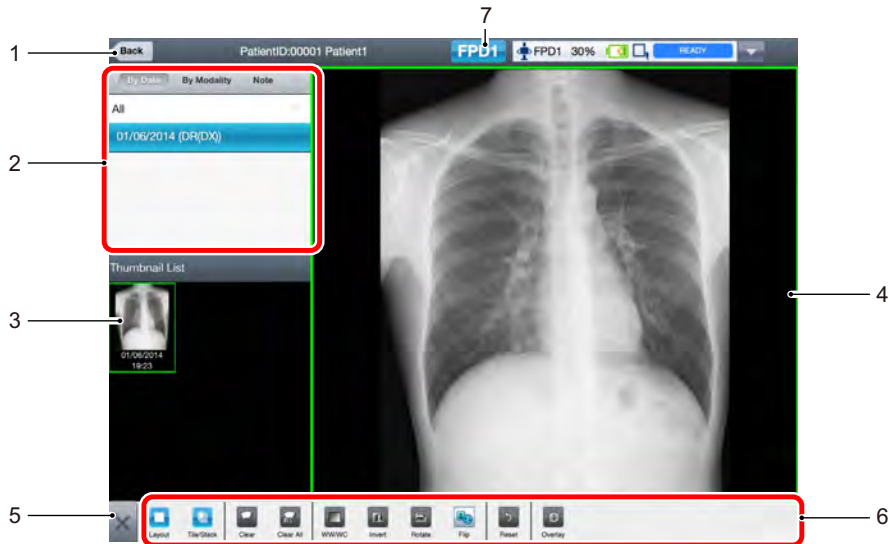 7
1
Back
PatientID:00001 Patient1
FPD1
FPD1 30%
READY
By Date By Modality Note
All
01/06/2014 (DR(DX))
2
Thumbnail List
3
01/06/2014
19:23
4
5
Layout Tile/Stack Clear Clear All WW/WC Invert Rotate Flip Reset Overlay
6